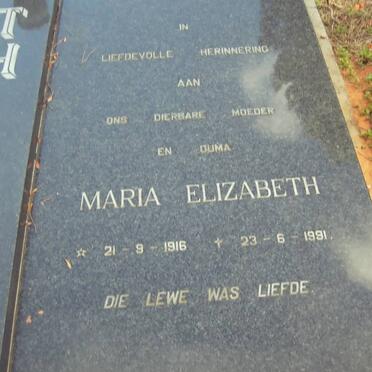 IN
LIEFDEVOLLE HERINNERING
AAN
ONS DIERBARE MOEDER
EN OUMA
MARIA ELIZABETH
☆ 21-9-1916 † 23-6-1991.
DIE LEWE WAS LIEFDE.